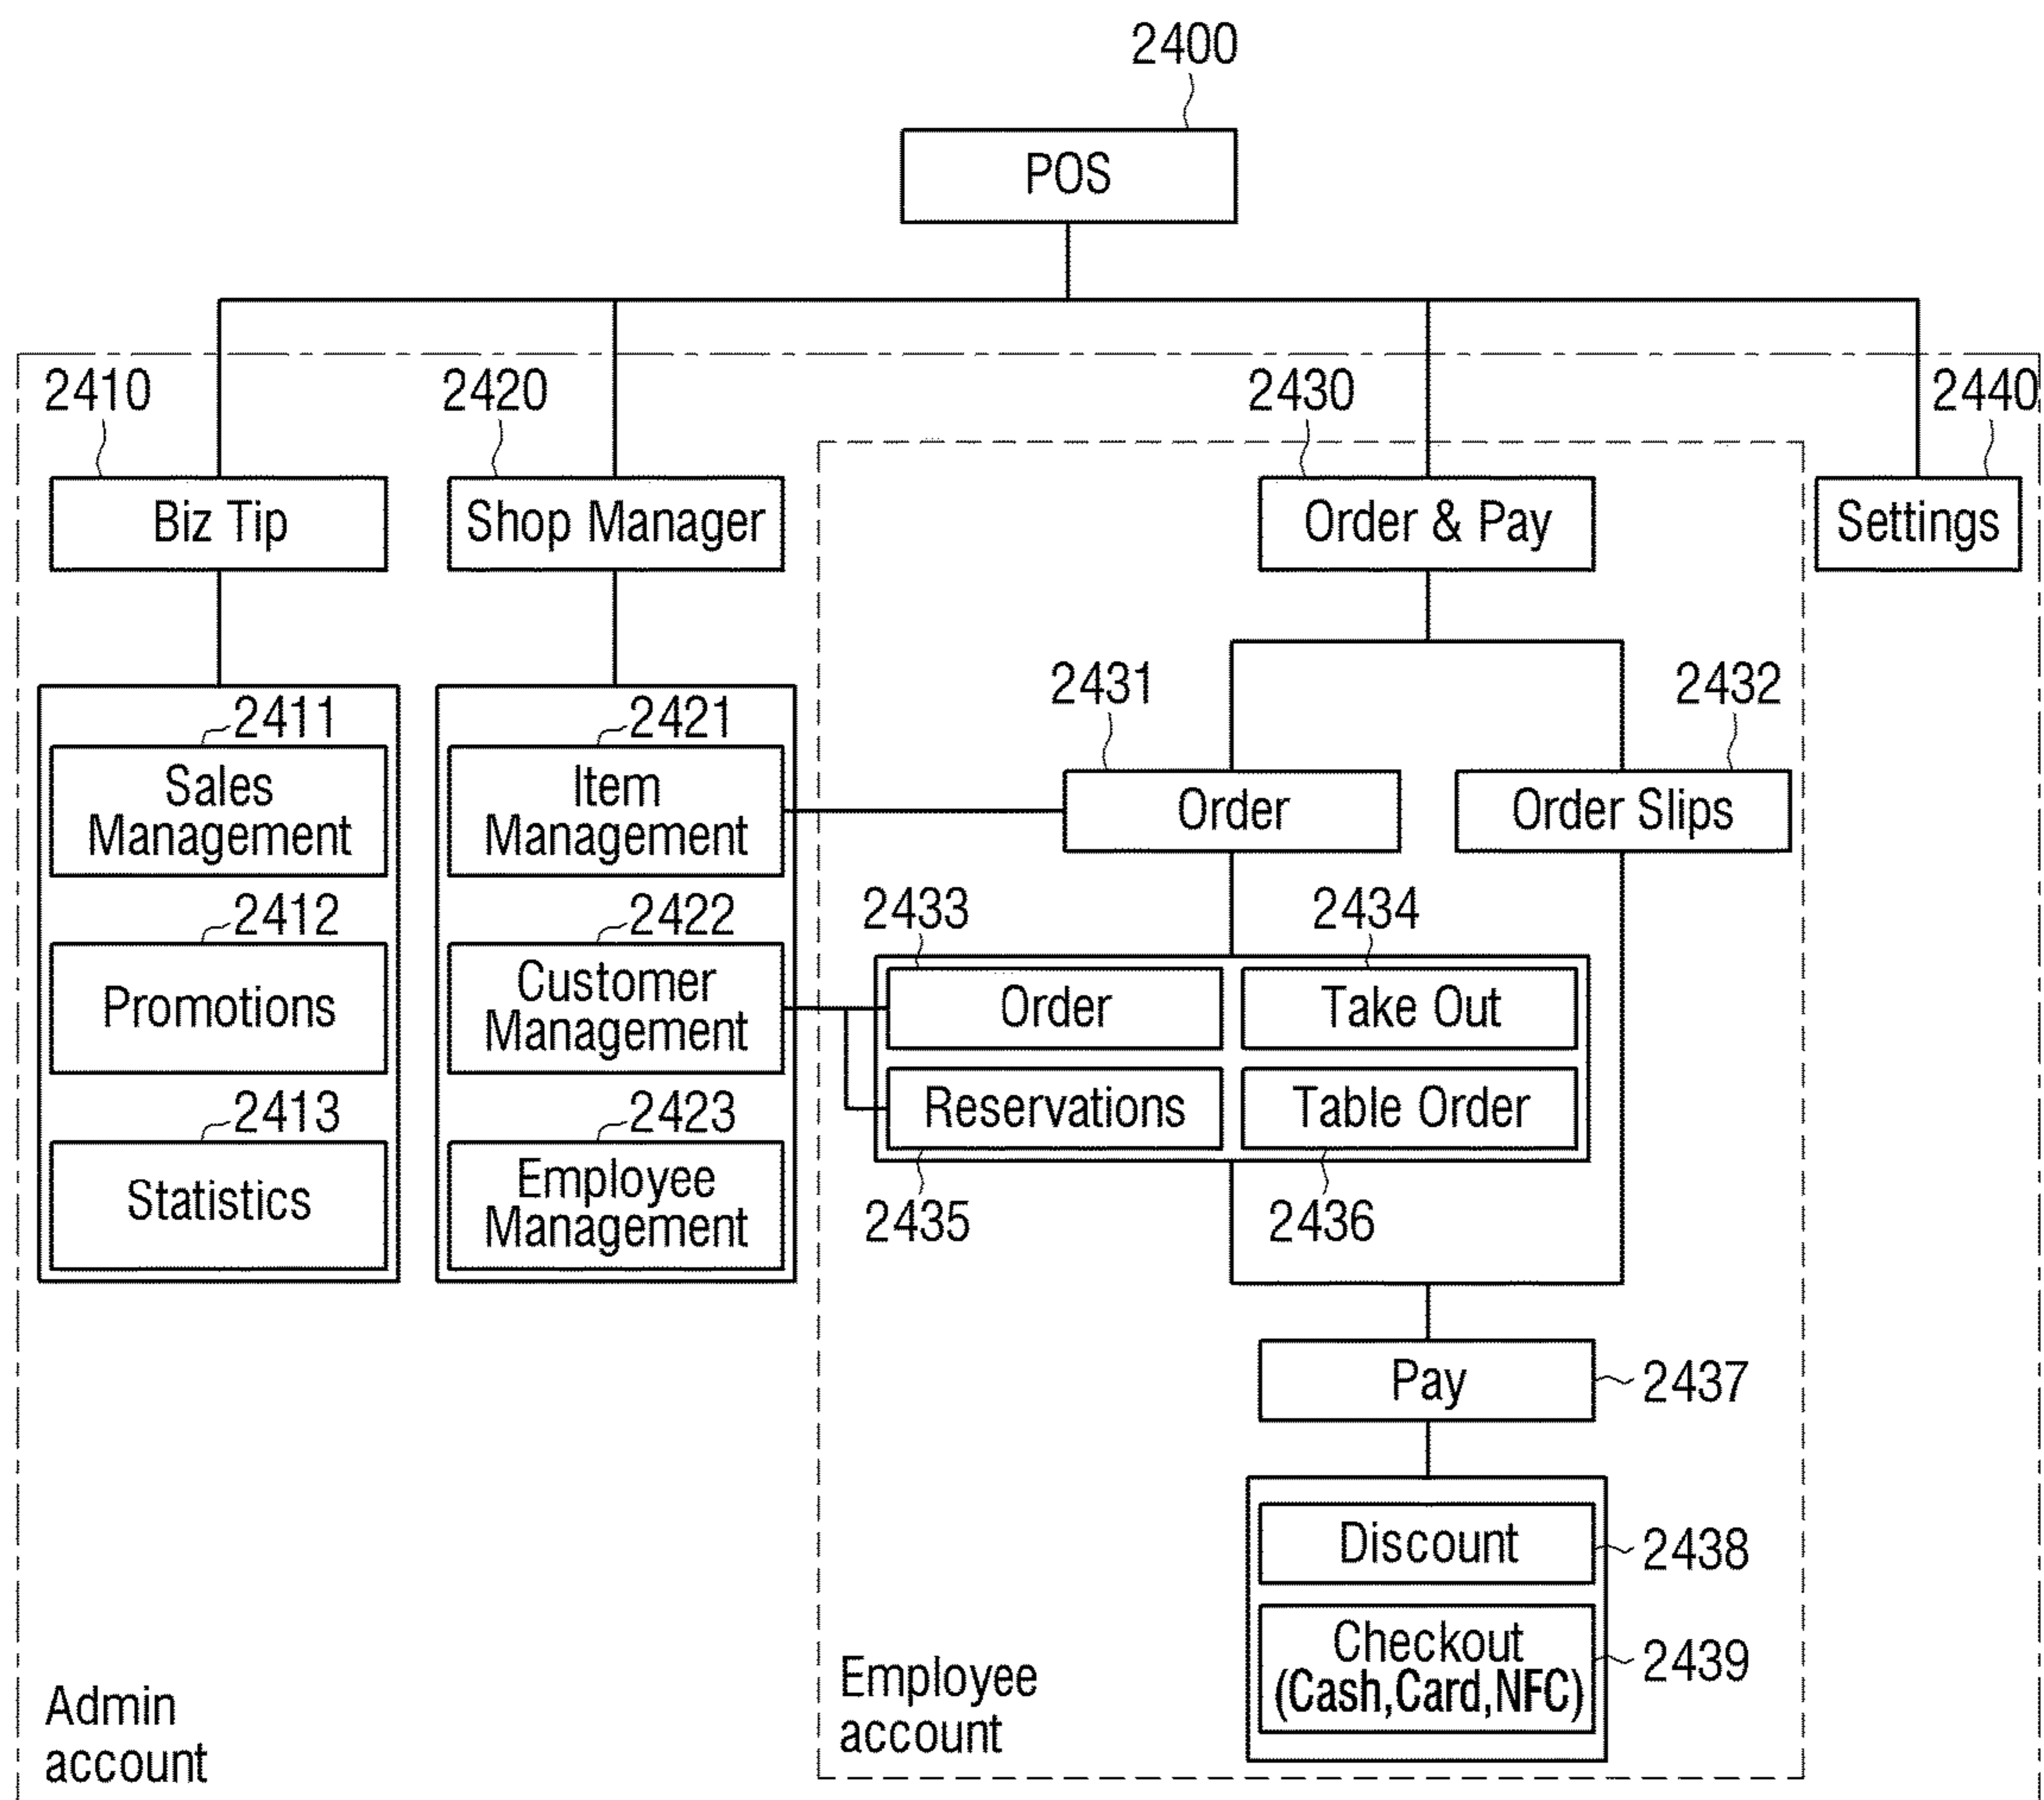 2400
POS
2410
2420
2430
2440
Biz Tip
Shop Manager
Order & Pay
Settings
2411
Sales
Management
2412
Promotions
2413
Statistics
2421
Item
Management
2422
Customer
Management
2423
Employee
Management
2431
Order
2432
Order Slips
2433
Order
2434
Take Out
Reservations
2435
Table Order
2436
Pay
2437
Discount
2438
Checkout
(Cash,Card,NFC)
2439
Employee
account
Admin
account